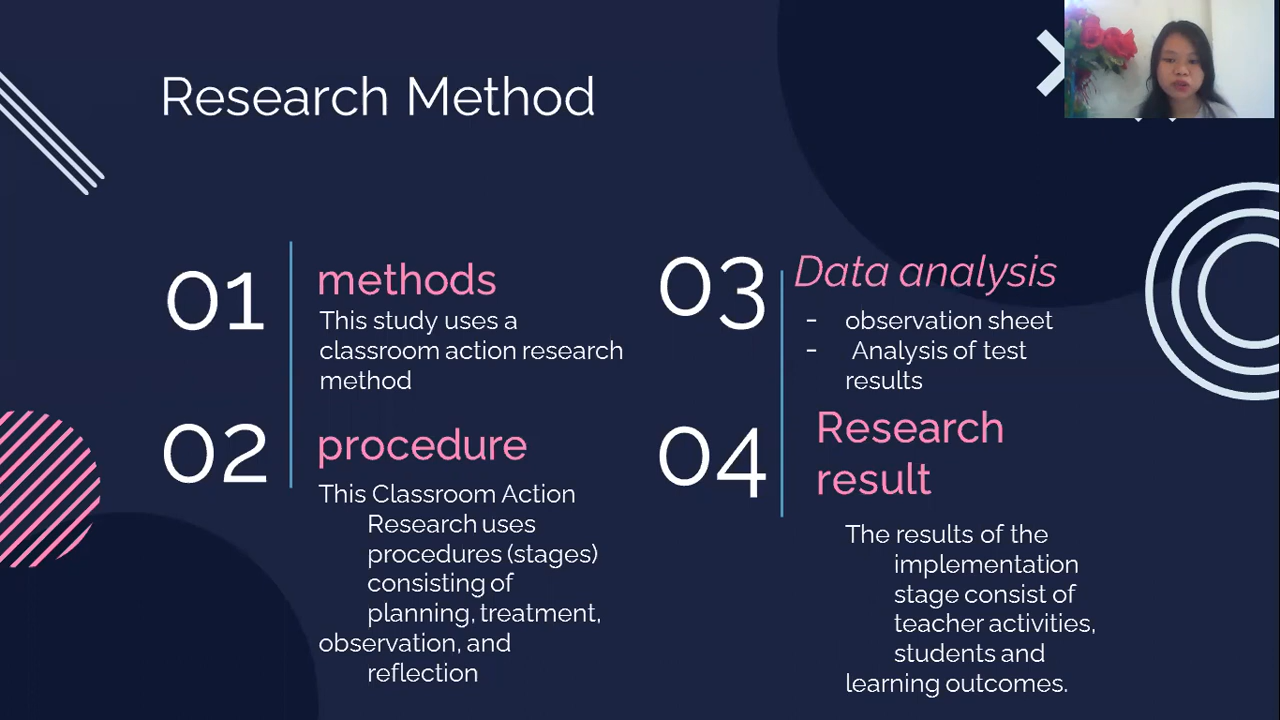 Research Method
01
methods
This study uses a
classroom action research
method
02
procedure
This Classroom Action
Research uses
procedures (stages)
consisting of
planning, treatment,
observation, and
reflection
03
Data analysis
- observation sheet
- Analysis of test
results
04
Research
result
The results of the
implementation
stage consist of
teacher activities,
students and
learning outcomes.